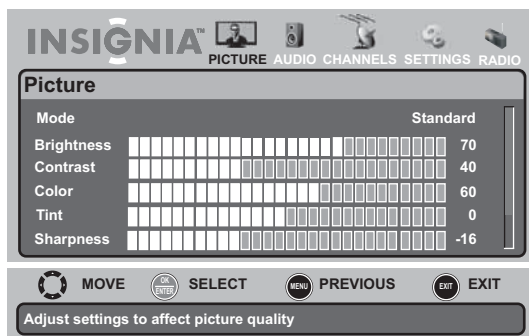 INSIGNIA™
PICTURE AUDIO CHANNELS SETTINGS RADIO
Picture
Mode Standard
Brightness 70
Contrast 40
Color 60
Tint 0
Sharpness -16
MOVE OK ENTER SELECT MENU PREVIOUS EXIT EXIT
Adjust settings to affect picture quality